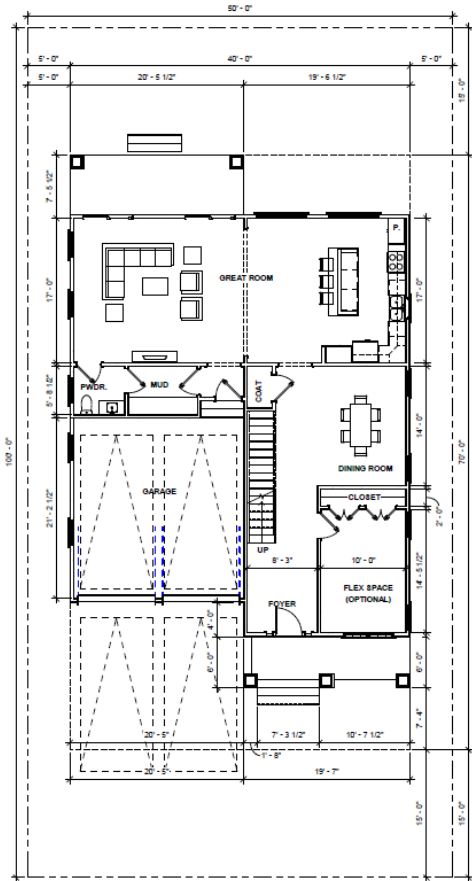 50' - 0"
5' - 0"
40' - 0"
5' - 0"
5' - 0"
20' - 5 1/2"
19' - 6 1/2"
15' - 0"
7' - 5 1/2"
P.
GREAT ROOM
17' - 0"
17' - 0"
PWDR.
MUD
COAT
5' - 8 1/2"
14' - 0"
DINING ROOM
100' - 0"
70' - 0"
GARAGE
21' - 2 1/2"
CLOSET
2' - 0"
UP
8' - 3"
10' - 0"
14' - 5 1/2"
FLEX SPACE
(OPTIONAL)
FOYER
4' - 0"
6' - 0"
6' - 0"
7' - 4"
20' - 5"
7' - 3 1/2"
10' - 7 1/2"
1' - 8"
20' - 5"
19' - 7"
15' - 0"
15' - 0"